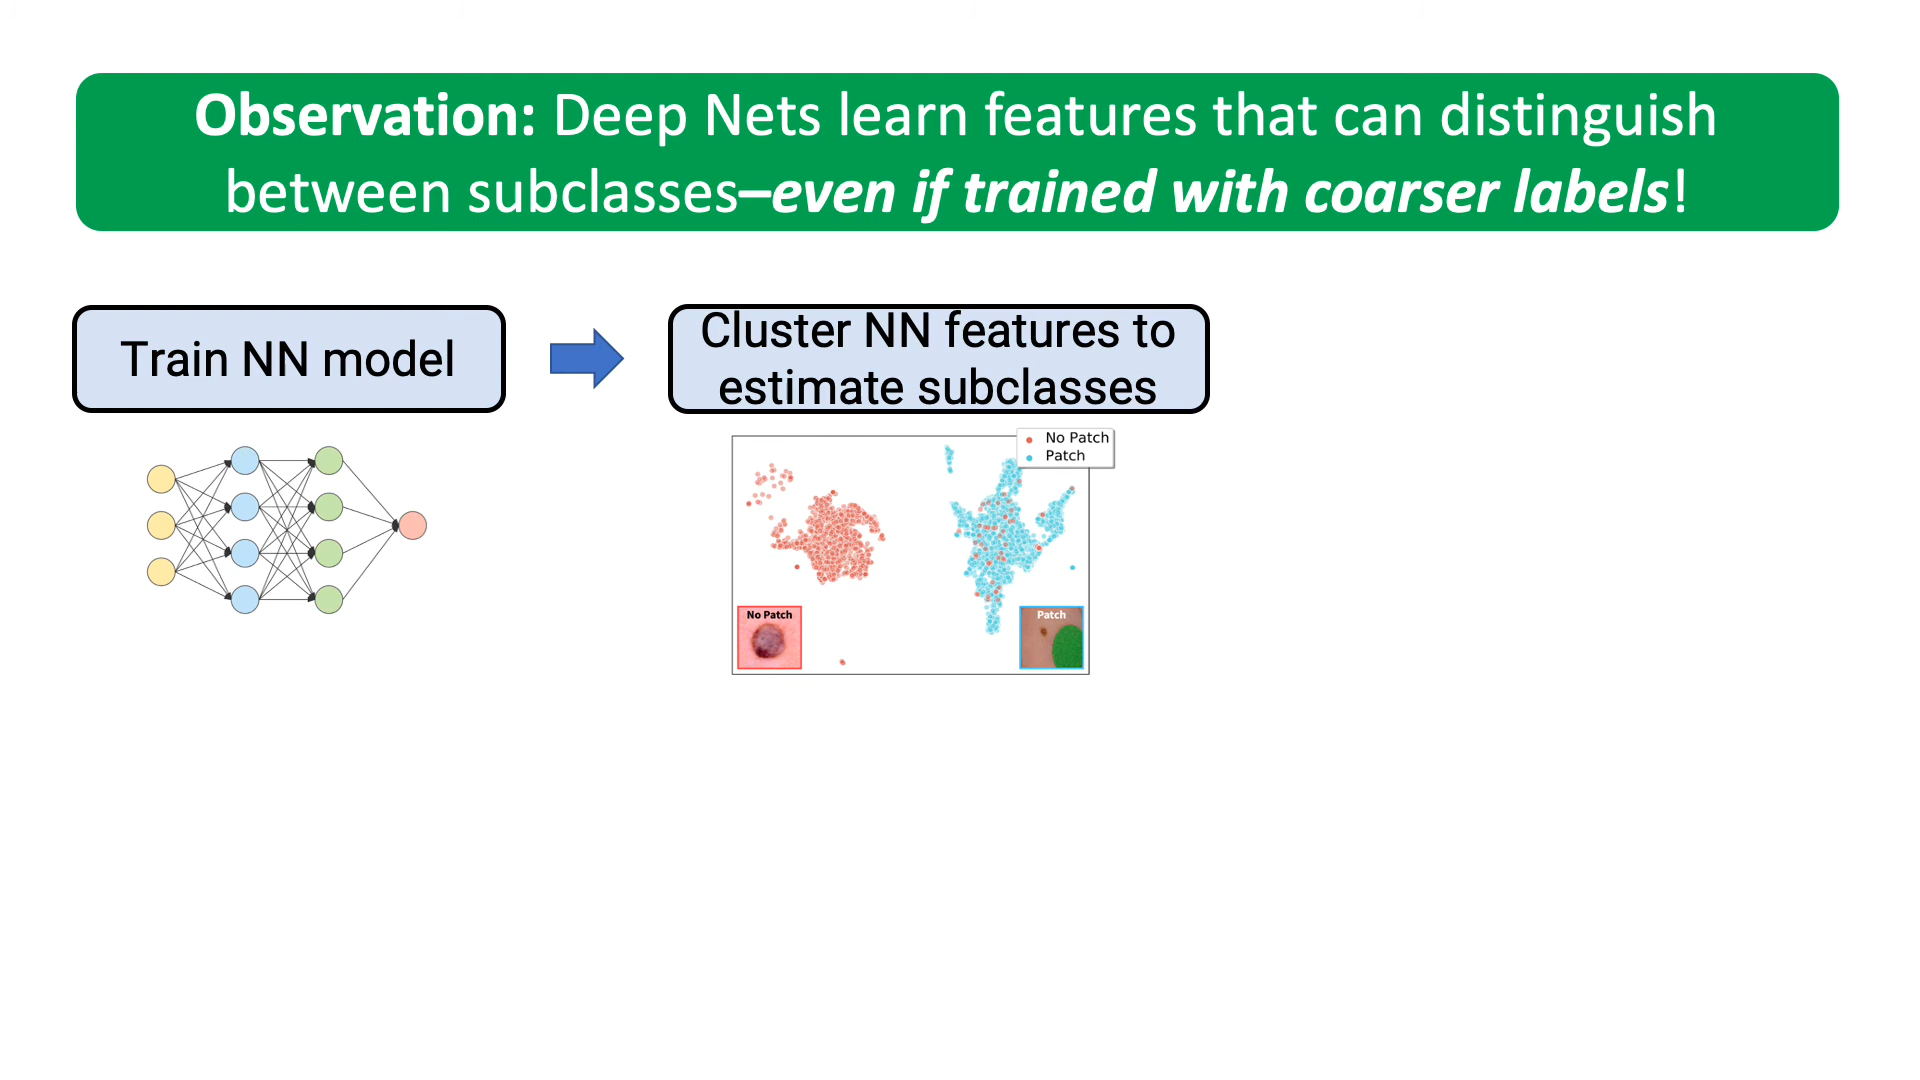 Observation: Deep Nets learn features that can distinguish
between subclasses–even if trained with coarser labels!
Train NN model
Cluster NN features to
estimate subclasses
No Patch
Patch
No Patch
Patch